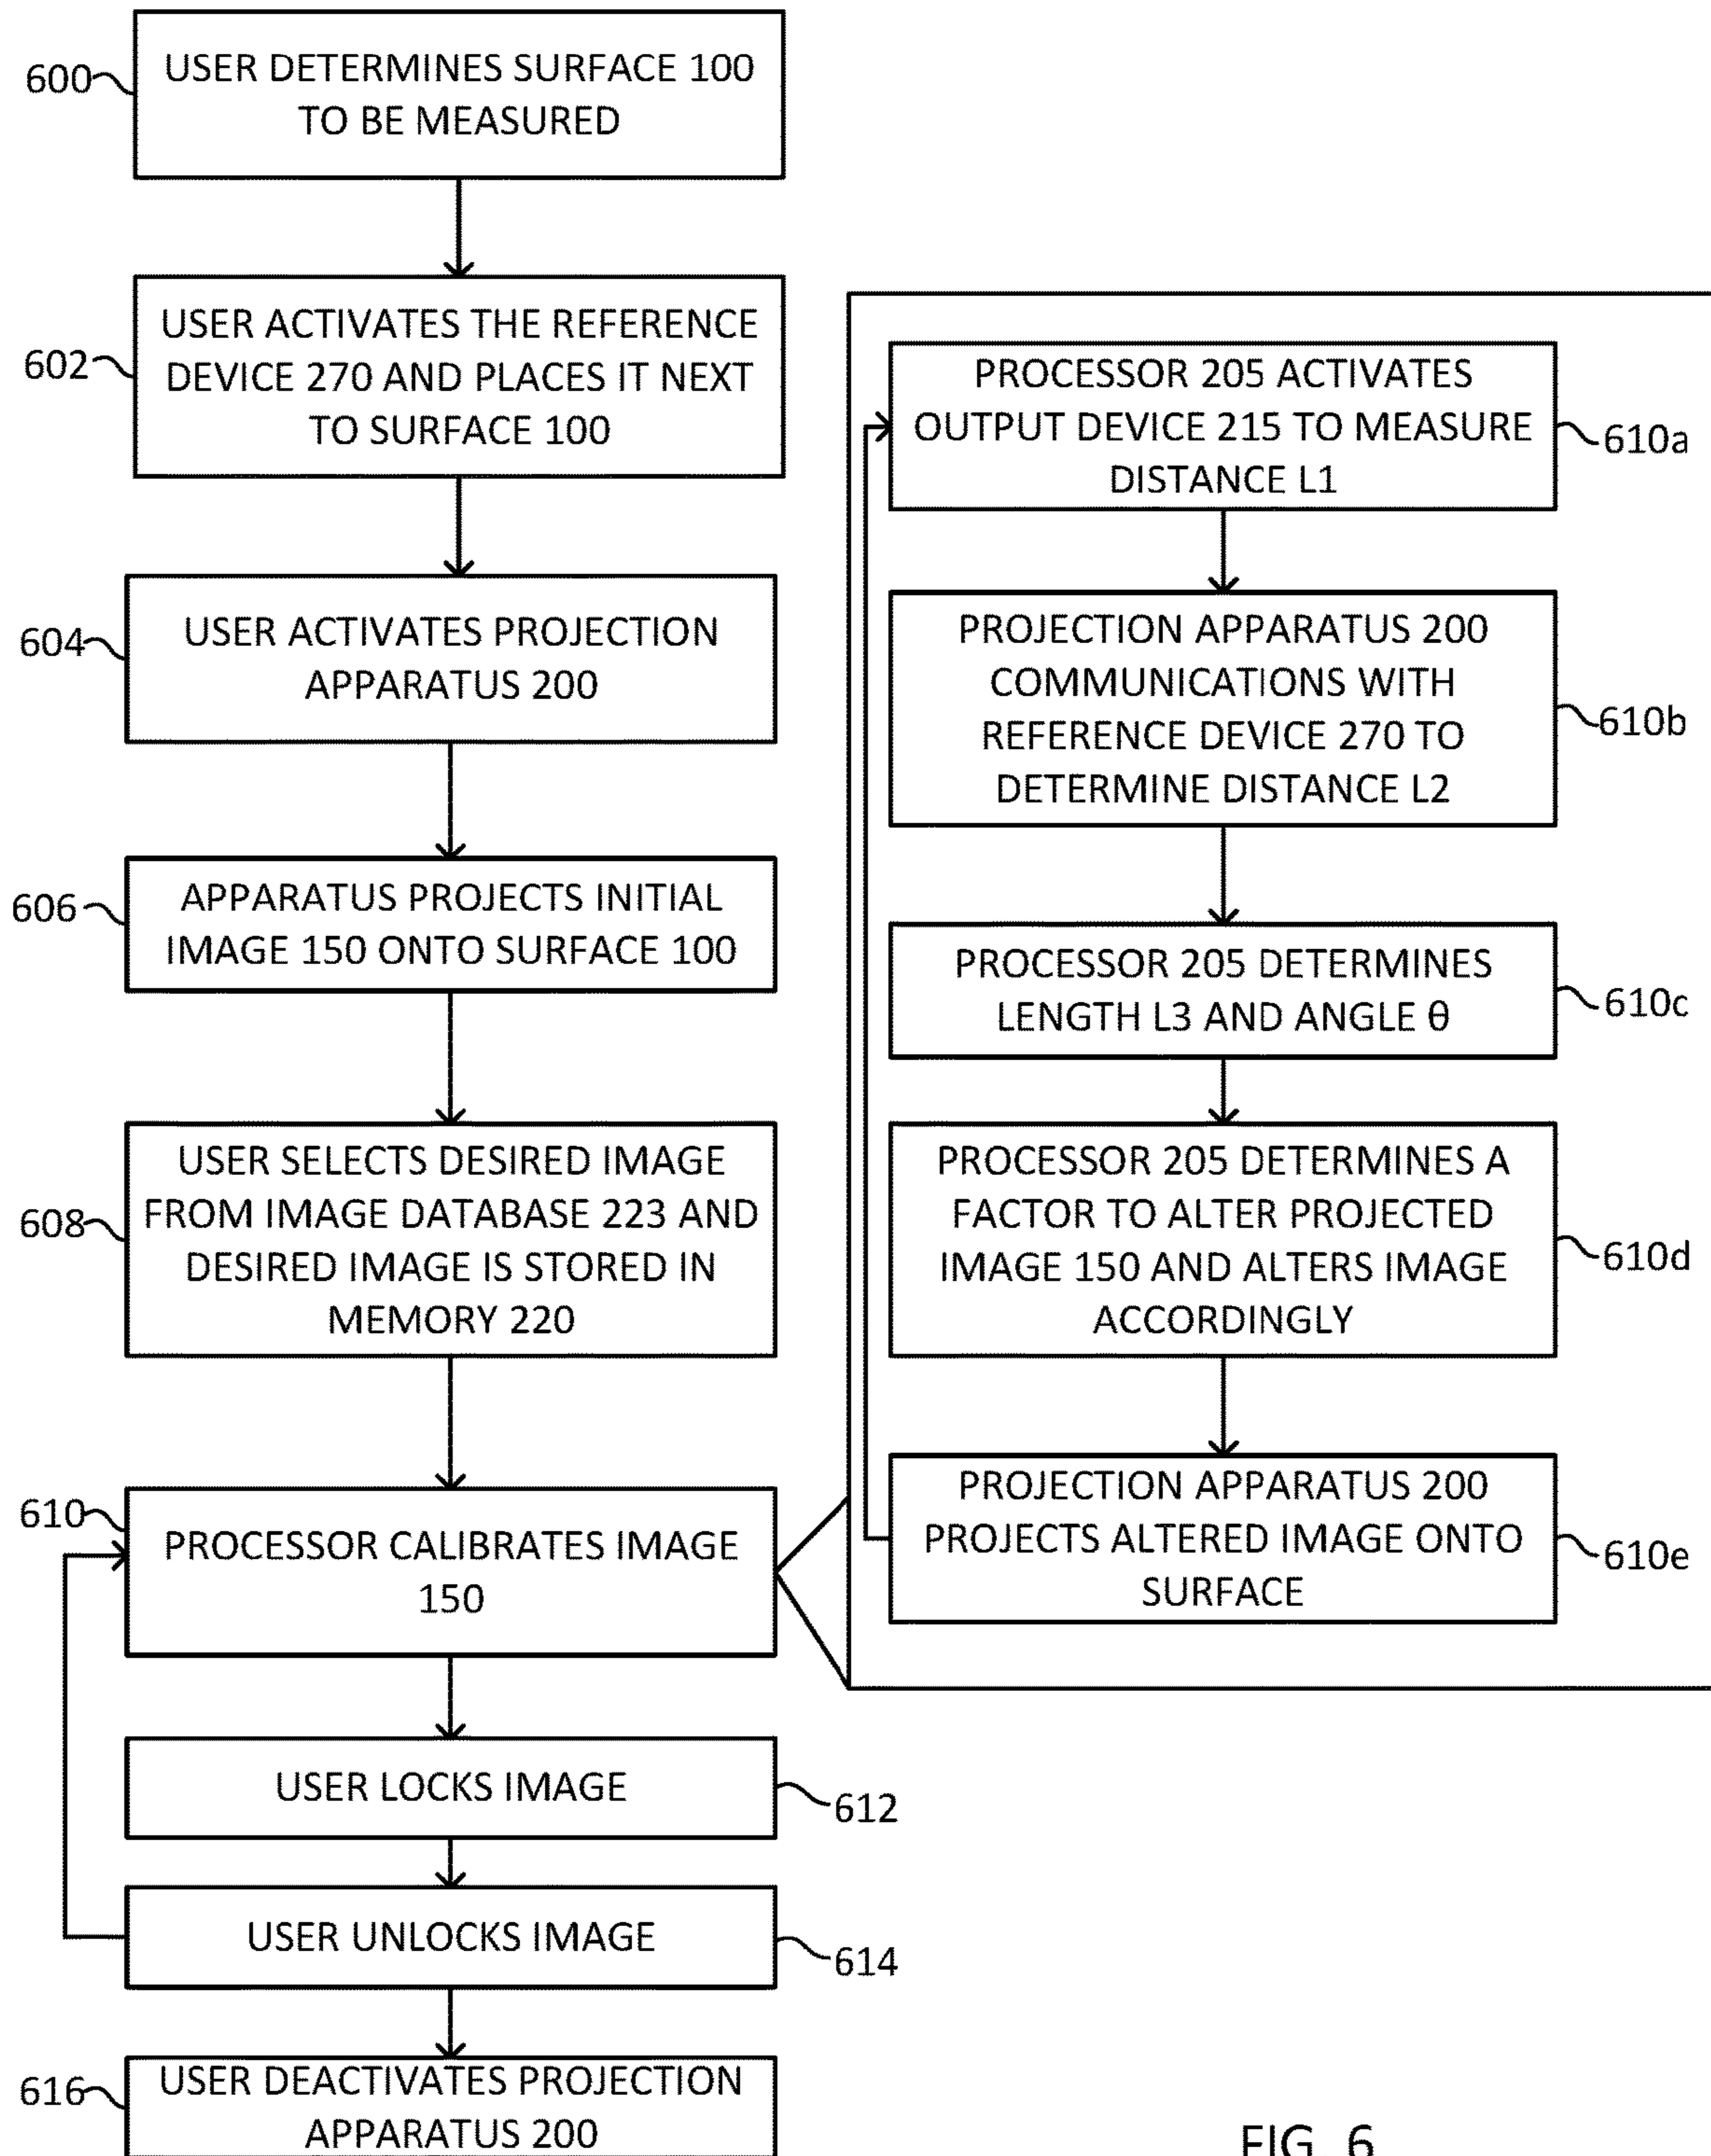 600
USER DETERMINES SURFACE 100
TO BE MEASURED
602
USER ACTIVATES THE REFERENCE
DEVICE 270 AND PLACES IT NEXT
TO SURFACE 100
604
USER ACTIVATES PROJECTION
APPARATUS 200
606
APPARATUS PROJECTS INITIAL
IMAGE 150 ONTO SURFACE 100
608
USER SELECTS DESIRED IMAGE
FROM IMAGE DATABASE 223 AND
DESIRED IMAGE IS STORED IN
MEMORY 220
610
PROCESSOR CALIBRATES IMAGE
150
USER LOCKS IMAGE
612
USER UNLOCKS IMAGE
614
616
USER DEACTIVATES PROJECTION
APPARATUS 200
PROCESSOR 205 ACTIVATES
OUTPUT DEVICE 215 TO MEASURE
DISTANCE L1
610a
PROJECTION APPARATUS 200
COMMUNICATIONS WITH
REFERENCE DEVICE 270 TO
DETERMINE DISTANCE L2
610b
PROCESSOR 205 DETERMINES
LENGTH L3 AND ANGLE θ
610c
PROCESSOR 205 DETERMINES A
FACTOR TO ALTER PROJECTED
IMAGE 150 AND ALTERS IMAGE
ACCORDINGLY
610d
PROJECTION APPARATUS 200
PROJECTS ALTERED IMAGE ONTO
SURFACE
610e
FIG. 6